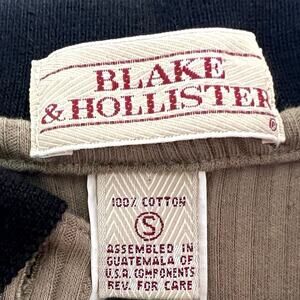 BLAKE
& HOLLISTER
®
100% COTTON
S
ASSEMBLED IN
GUATEMALA OF
U.S.A. COMPONENTS
REV. FOR CARE